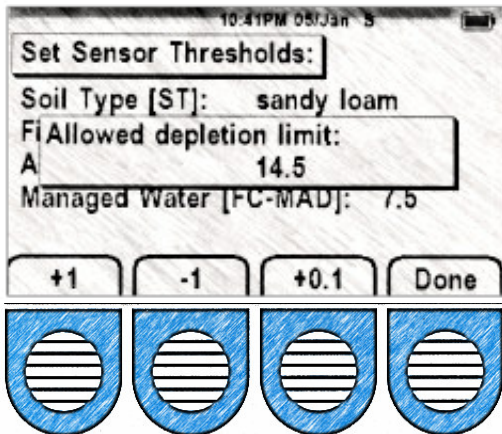 10:41PM 05/Jan S
Set Sensor Thresholds:
Soil Type [ST]: sandy loam
Fi
Allowed depletion limit:
A
14.5
Managed Water [FC-MAD]: 7.5
+1 -1 +0.1 Done